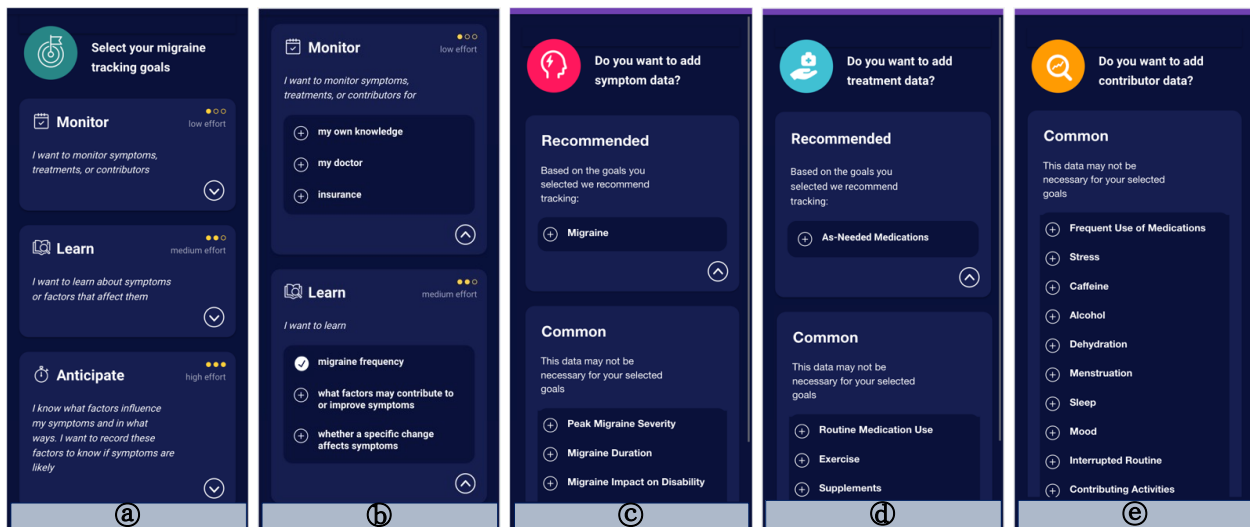 Select your migraine
tracking goals
Monitor
low effort
I want to monitor symptoms,
treatments, or contributors
Learn
medium effort
I want to learn about symptoms
or factors that affect them
Anticipate
high effort
I know what factors influence
my symptoms and in what
ways. I want to record these
factors to know if symptoms are
likely
ⓐ
Monitor
low effort
I want to monitor symptoms,
treatments, or contributors for
my own knowledge
my doctor
insurance
Learn
medium effort
I want to learn
migraine frequency
what factors may contribute to
or improve symptoms
whether a specific change
affects symptoms
ⓑ
Do you want to add
symptom data?
Recommended
Based on the goals you
selected we recommend
tracking:
Migraine
Common
This data may not be
necessary for your selected
goals
Peak Migraine Severity
Migraine Duration
Migraine Impact on Disability
ⓒ
Do you want to add
treatment data?
Recommended
Based on the goals you
selected we recommend
tracking:
As-Needed Medications
Common
This data may not be
necessary for your selected
goals
Routine Medication Use
Exercise
Supplements
ⓓ
Do you want to add
contributor data?
Common
This data may not be
necessary for your selected
goals
Frequent Use of Medications
Stress
Caffeine
Alcohol
Dehydration
Menstruation
Sleep
Mood
Interrupted Routine
Contributing Activities
ⓔ